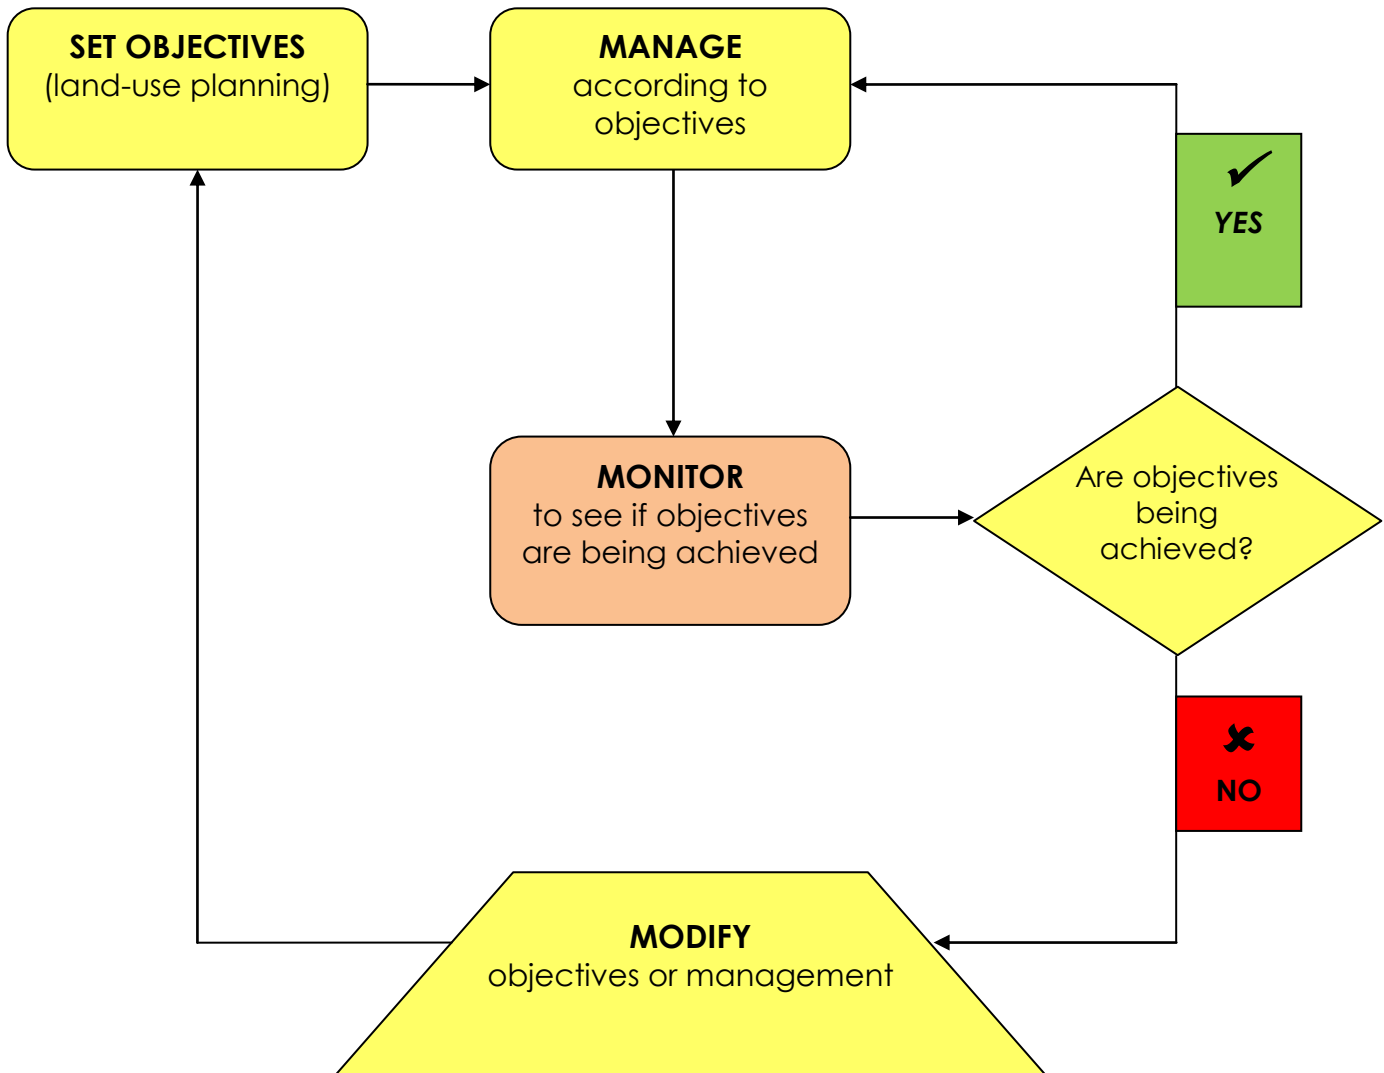 SET OBJECTIVES
(land-use planning)
MANAGE
according to
objectives
✔
YES
MONITOR
to see if objectives
are being achieved
Are objectives
being
achieved?
✘
NO
MODIFY
objectives or management